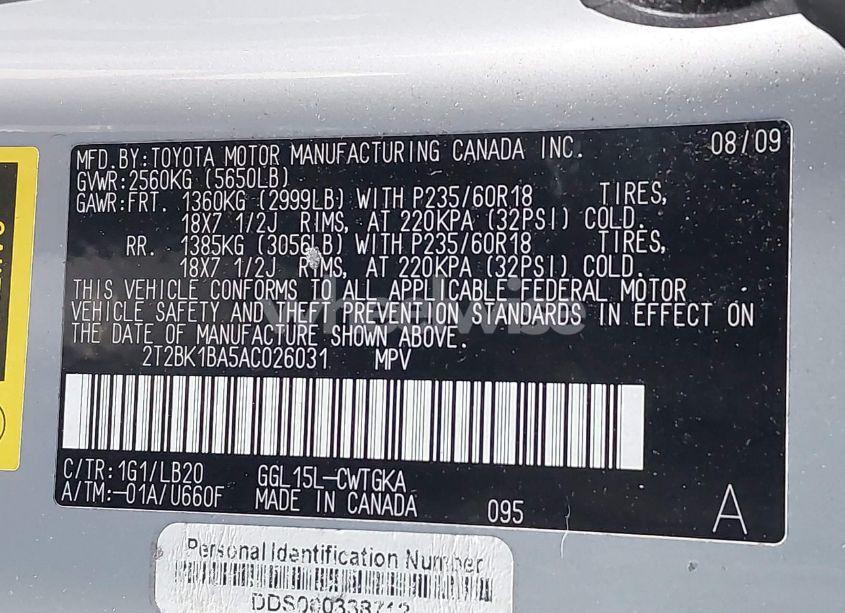 MFD.BY:TOYOTA MOTOR MANUFACTURING CANADA INC. 08/09
GVWR:2560KG (5650LB)
GAWR:FRT. 1360KG (2999LB) WITH P235/60R18 TIRES,
18X7 1/2J RIMS, AT 220KPA (32PSI) COLD.
RR. 1385KG (3056LB) WITH P235/60R18 TIRES,
18X7 1/2J RIMS, AT 220KPA (32PSI) COLD.
THIS VEHICLE CONFORMS TO ALL APPLICABLE FEDERAL MOTOR
VEHICLE SAFETY AND THEFT PREVENTION STANDARDS IN EFFECT ON
THE DATE OF MANUFACTURE SHOWN ABOVE.
2T2BK1BA5AC026031 MPV
C/TR:1G1/LB20 GGL15L-CWTGKA
A/TM:-01A/U660F MADE IN CANADA 095 A
Personal Identification Number